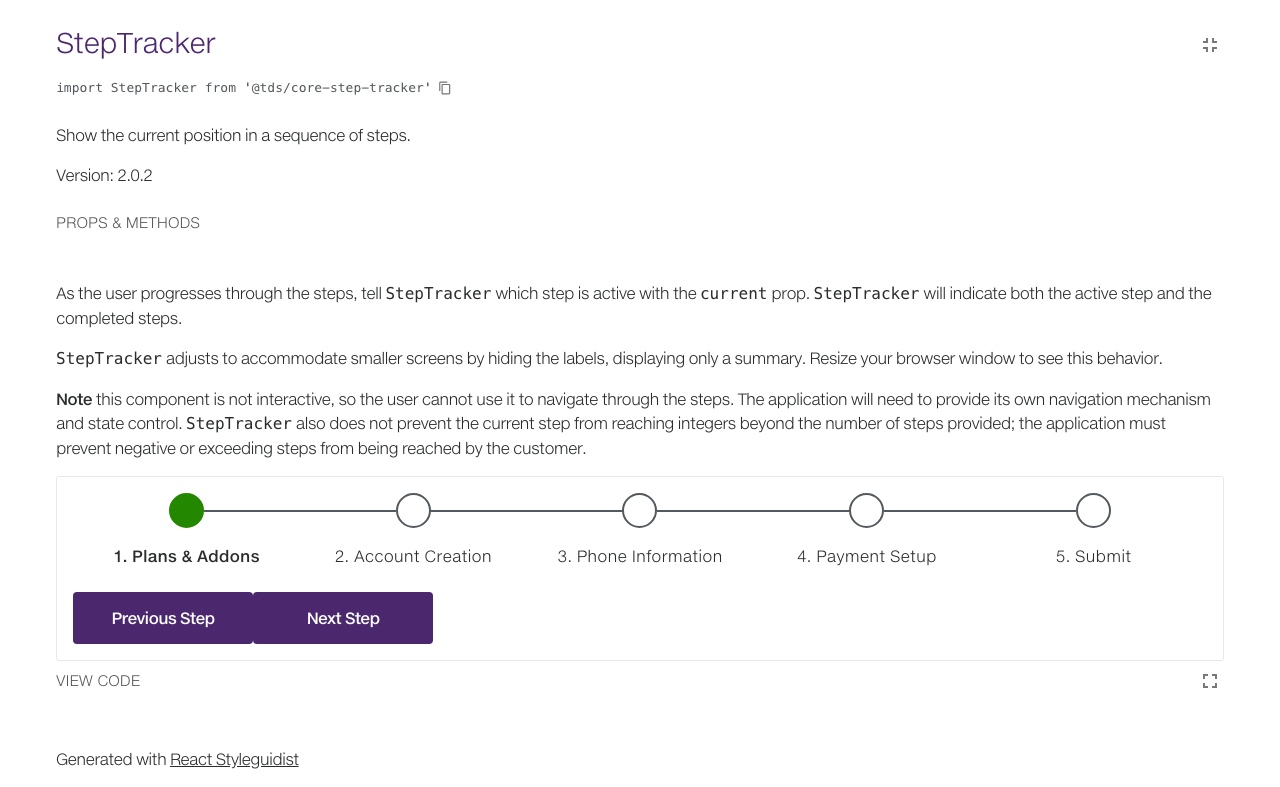 StepTracker
import StepTracker from '@tds/core-step-tracker'
Show the current position in a sequence of steps.
Version: 2.0.2
PROPS & METHODS
As the user progresses through the steps, tell StepTracker which step is active with the current prop. StepTracker will indicate both the active step and the
completed steps.
StepTracker adjusts to accommodate smaller screens by hiding the labels, displaying only a summary. Resize your browser window to see this behavior.
Note this component is not interactive, so the user cannot use it to navigate through the steps. The application will need to provide its own navigation mechanism
and state control. StepTracker also does not prevent the current step from reaching integers beyond the number of steps provided; the application must
prevent negative or exceeding steps from being reached by the customer.
1. Plans & Addons 2. Account Creation 3. Phone Information 4. Payment Setup 5. Submit
Previous Step Next Step
VIEW CODE
Generated with React Styleguidist